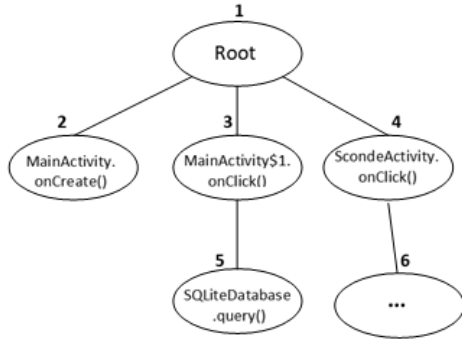 1
Root
2
3
4
MainActivity.
onCreate()
MainActivity$1.
onClick()
ScondeActivity.
onClick()
5
6
SQLiteDatabase
.query()
...